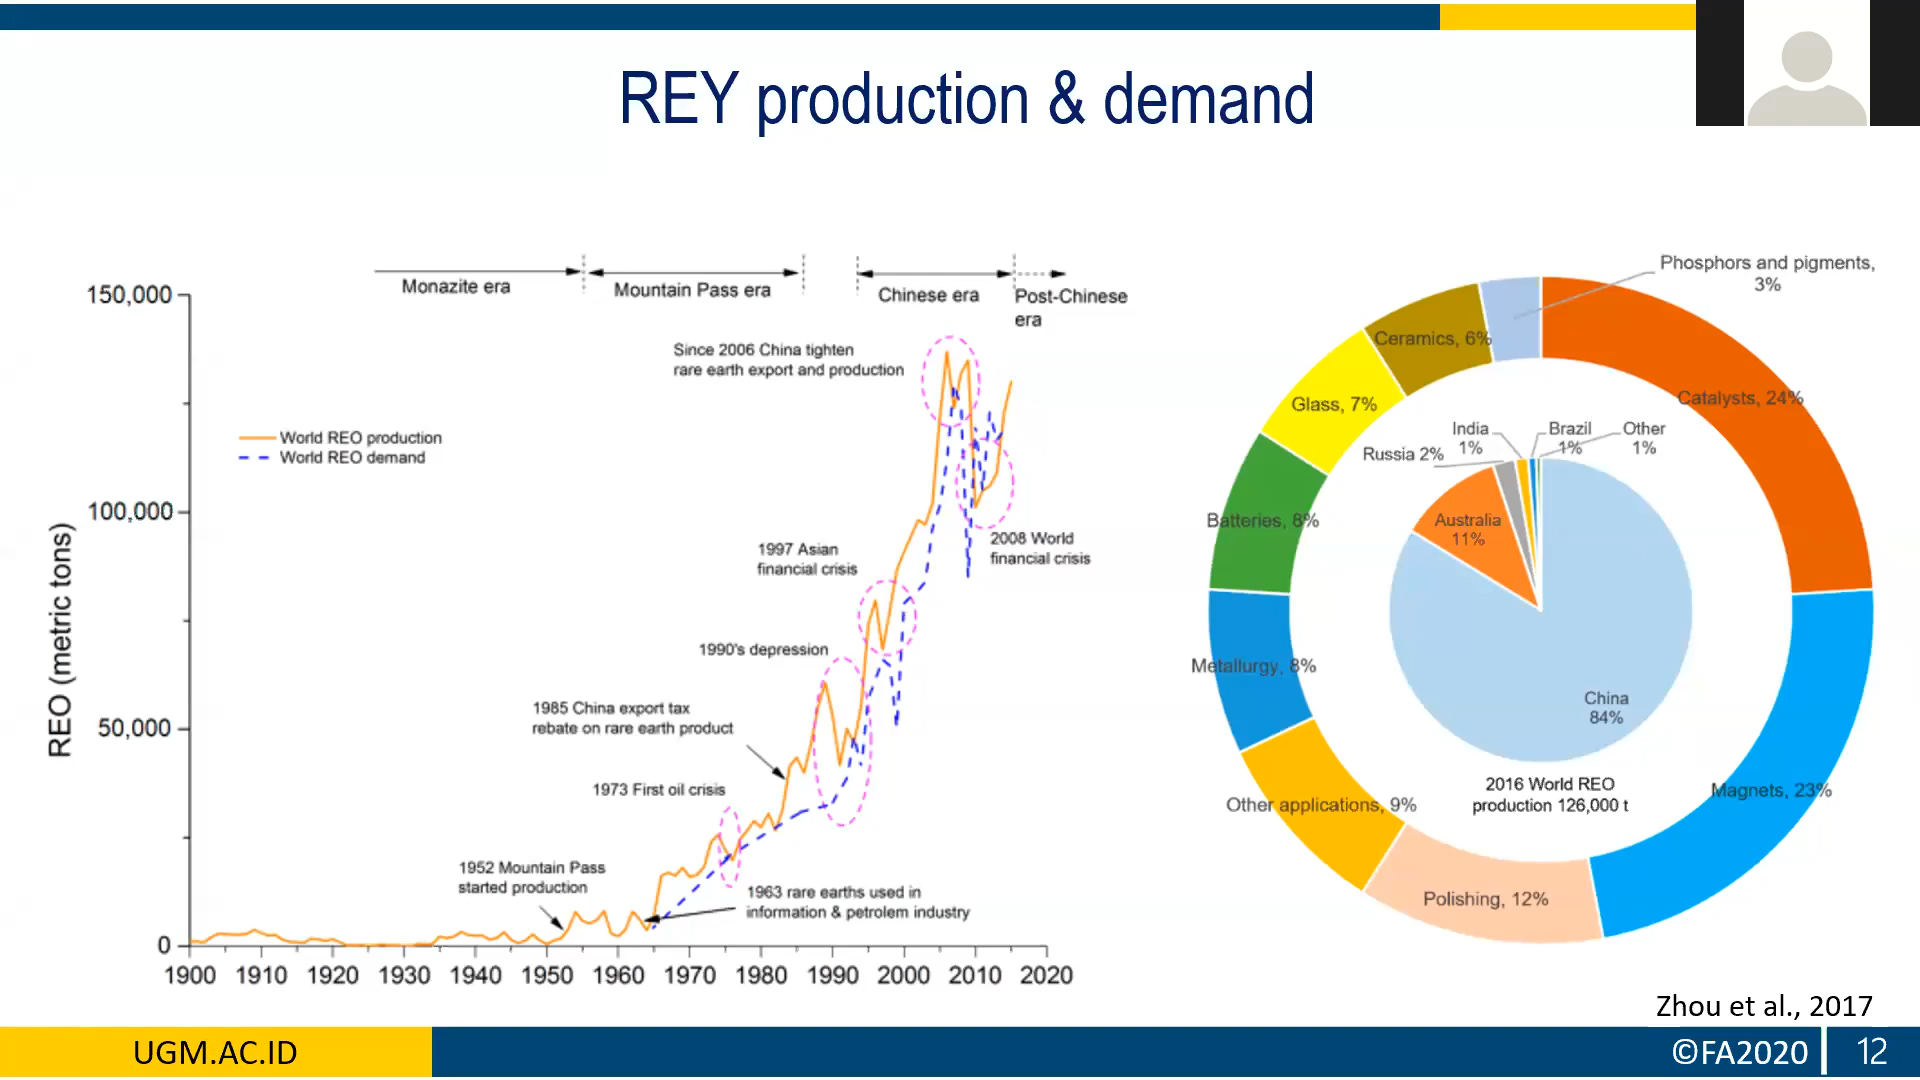 REY production & demand
Monazite era
Mountain Pass era
Chinese era
Post-Chinese
era
150,000
100,000
50,000
0
REO (metric tons)
World REO production
World REO demand
Since 2006 China tighten
rare earth export and production
2008 World
financial crisis
1997 Asian
financial crisis
1990's depression
1985 China export tax
rebate on rare earth product
1973 First oil crisis
1952 Mountain Pass
started production
1963 rare earths used in
information & petrolem industry
1900 1910 1920 1930 1940 1950 1960 1970 1980 1990 2000 2010 2020
Phosphors and pigments,
3%
Ceramics, 6%
Catalysts, 24%
Glass, 7%
Batteries, 8%
Metallurgy, 8%
Other applications, 9%
Polishing, 12%
Magnets, 23%
India
1%
Brazil
1%
Other
1%
Russia 2%
Australia
11%
China
84%
2016 World REO
production 126,000 t
Zhou et al., 2017
UGM.AC.ID
©FA2020
12